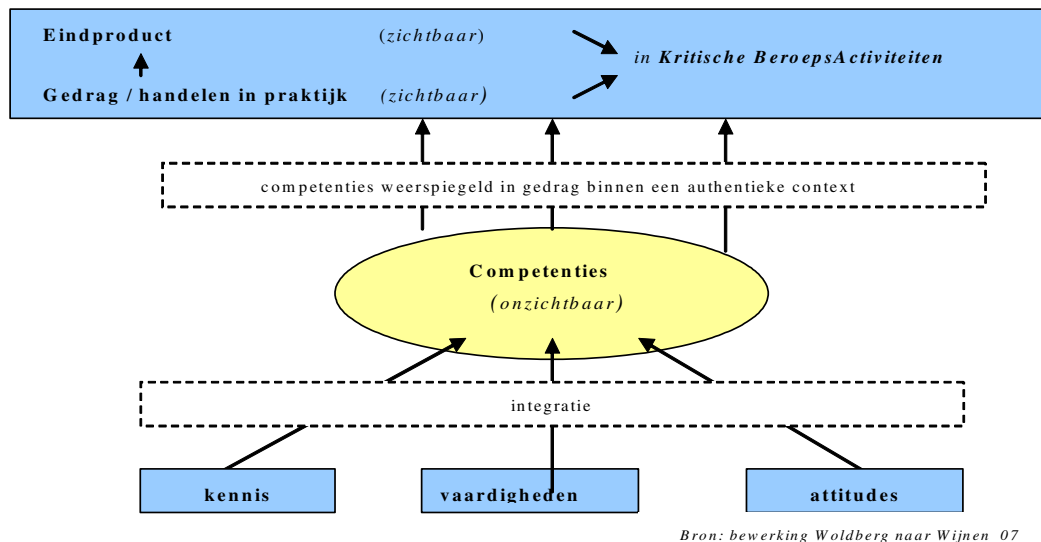 Eindproduct (zichtbaar)
in Kritische BeroepsActiviteiten
Gedrag / handelen in praktijk (zichtbaar)
competenties weerspiegeld in gedrag binnen een authentieke context
Competenties
(onzichtbaar)
integratie
kennis vaardigheden attitudes
Bron: bewerking Woldberg naar Wijnen 07